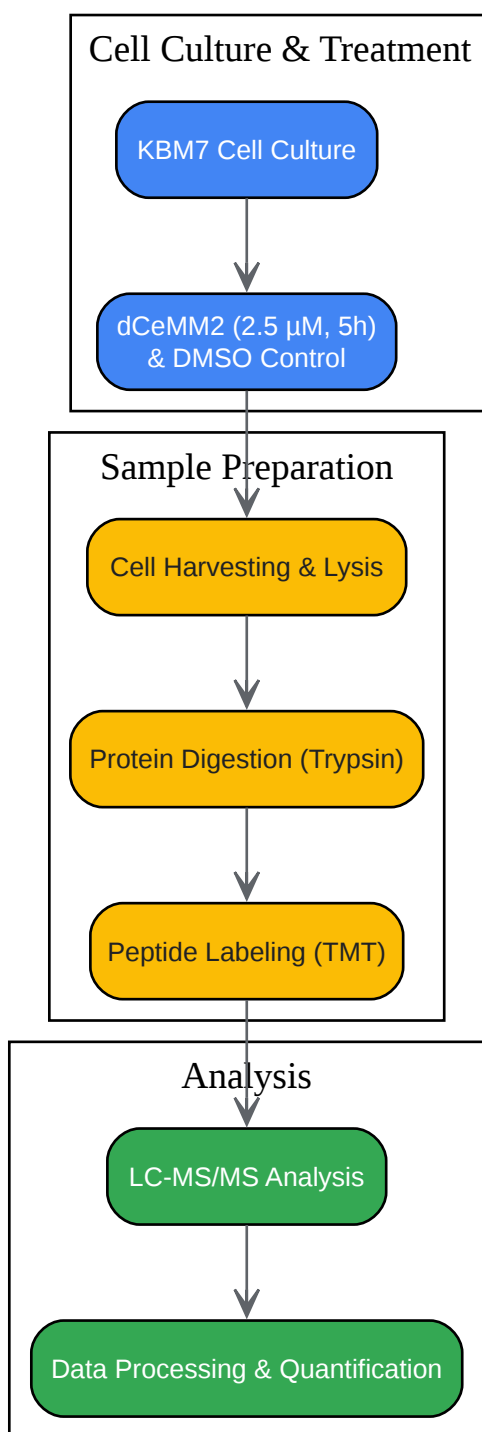 Cell Culture & Treatment
KBM7 Cell Culture
dCeMM2 (2.5 µM, 5h)
& DMSO Control
Sample Preparation
Cell Harvesting & Lysis
Protein Digestion (Trypsin)
Peptide Labeling (TMT)
Analysis
LC-MS/MS Analysis
Data Processing & Quantification